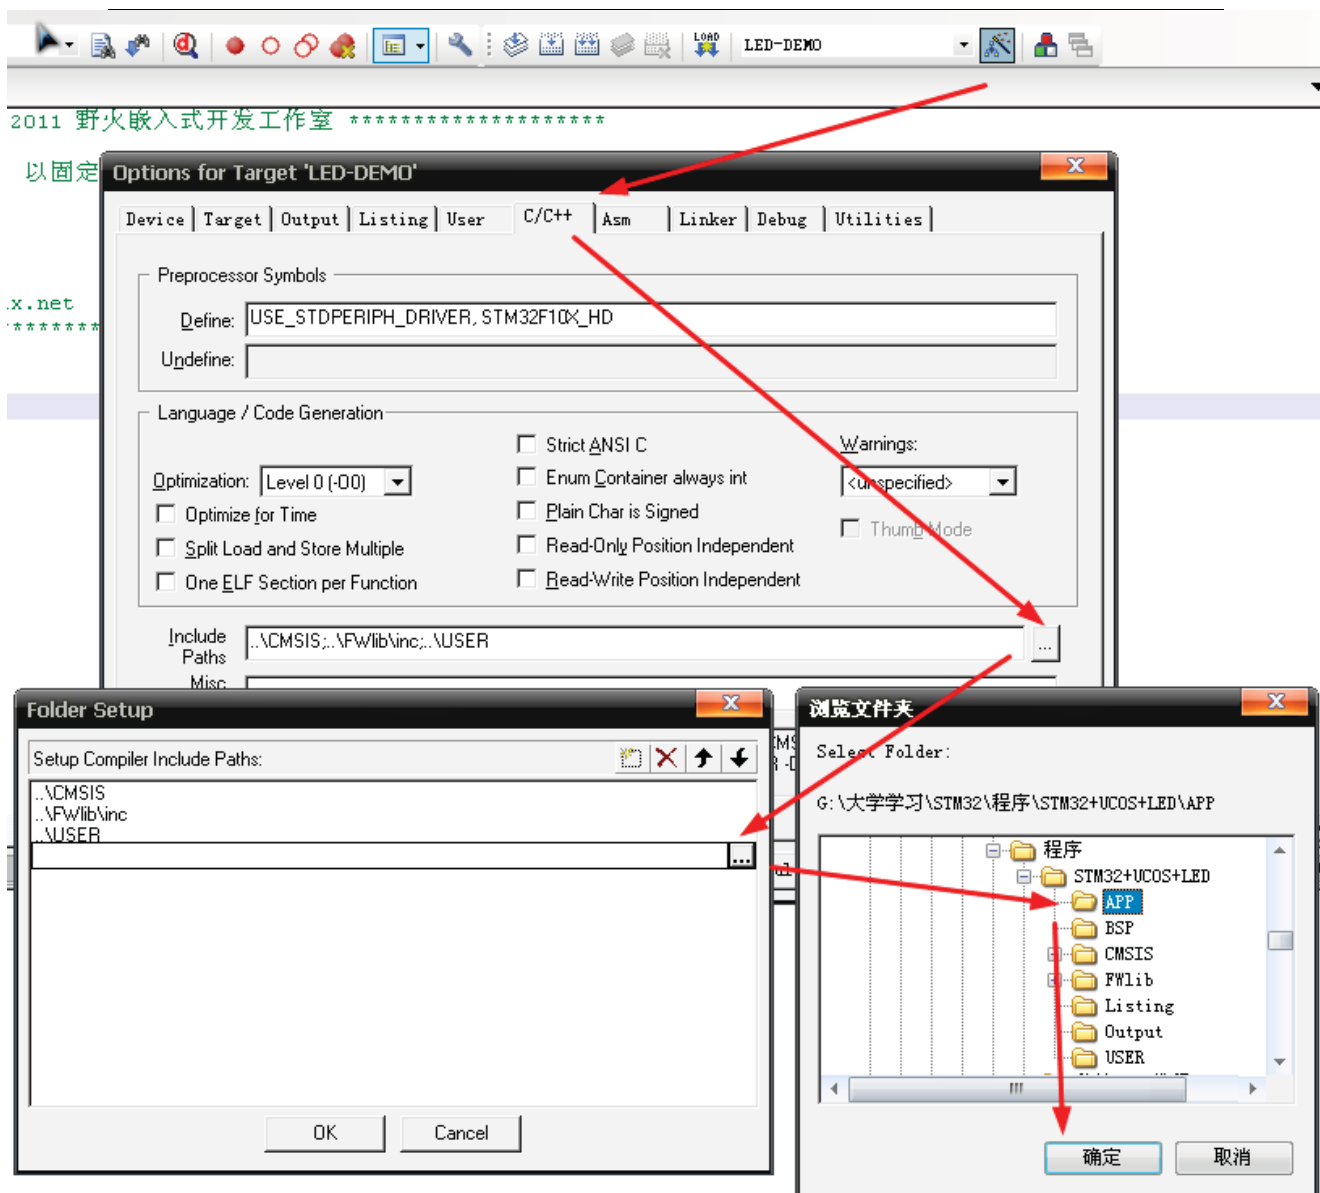 LOAD
LED-DEMO
2011 野火嵌入式开发工作室 ********************
以固定
Options for Target 'LED-DEMO'
Device Target Output Listing User C/C++ Asm Linker Debug Utilities
Preprocessor Symbols
x.net
Define: USE_STDPERIPH_DRIVER, STM32F10X_HD
*******
Undefine:
Language / Code Generation
Strict ANSI C
Warnings:
Optimization: Level 0 (-O0)
Enum Container always int
<unspecified>
Optimize for Time
Plain Char is Signed
Thumb Mode
Split Load and Store Multiple
Read-Only Position Independent
One ELF Section per Function
Read-Write Position Independent
Include
Paths
..\CMSIS;..\FWlib\inc;..\USER
...
Misc
Folder Setup
Setup Compiler Include Paths:
..\CMSIS
..\FWlib\inc
..\USER
...
OK
Cancel
浏览文件夹
Select Folder:
G:\大学学习\STM32\程序\STM32+UCOS+LED\APP
程序
STM32+UCOS+LED
APP
BSP
CMSIS
FWlib
Listing
Output
USER
确定
取消